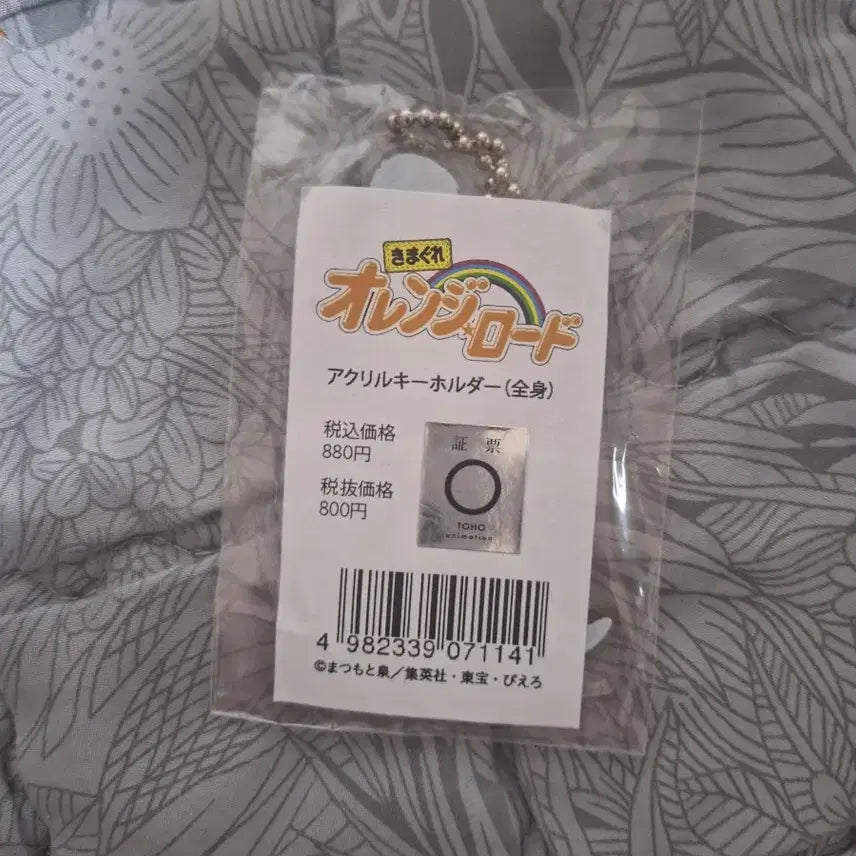 きまぐれ
オレンジ☆ロード
アクリルキーホルダー(全身)
税込価格
880円
税抜価格
800円
証 票
TOHO
animation
4 982339 071141
©まつもと泉/集英社・東宝・ぴえろ